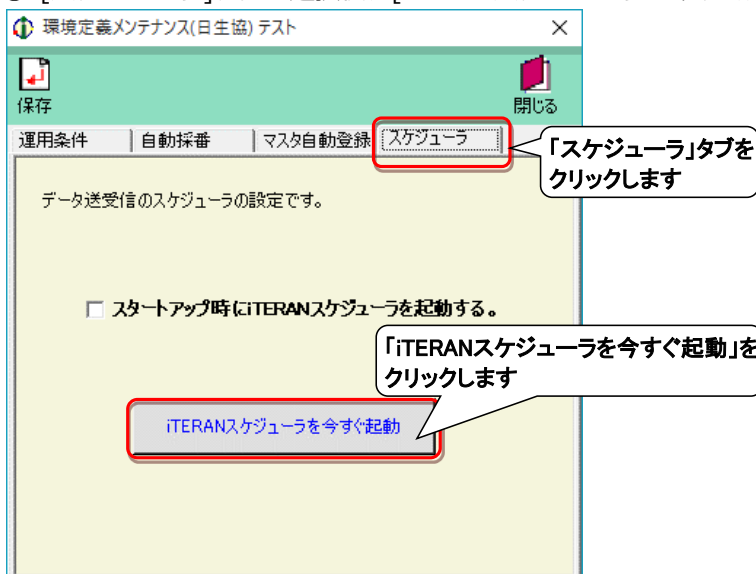 環境定義メンテナンス(日生協) テスト
保存
閉じる
運用条件
自動採番
マスタ自動登録
スケジューラ
「スケジューラ」タブを
クリックします
データ送受信のスケジューラの設定です。
スタートアップ時にiTERANスケジューラを起動する。
「iTERANスケジューラを今すぐ起動」を
クリックします
iTERANスケジューラを今すぐ起動